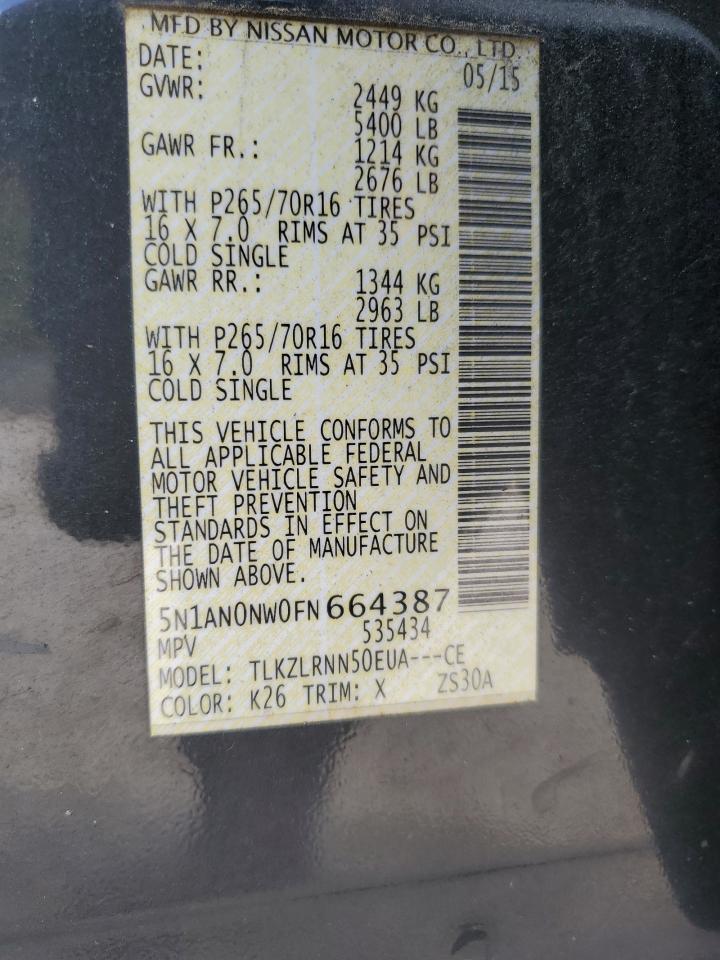 MFD BY NISSAN MOTOR CO., LTD.
DATE: 05/15
GVWR: 2449 KG
5400 LB
GAWR FR.: 1214 KG
2676 LB
WITH P265/70R16 TIRES
16 X 7.0 RIMS AT 35 PSI
COLD SINGLE
GAWR RR.: 1344 KG
2963 LB
WITH P265/70R16 TIRES
16 X 7.0 RIMS AT 35 PSI
COLD SINGLE
THIS VEHICLE CONFORMS TO
ALL APPLICABLE FEDERAL
MOTOR VEHICLE SAFETY AND
THEFT PREVENTION
STANDARDS IN EFFECT ON
THE DATE OF MANUFACTURE
SHOWN ABOVE.
5N1AN0NW0FN664387
MPV 535434
MODEL: TLKZLRNN50EUA---CE
COLOR: K26 TRIM: X ZS30A